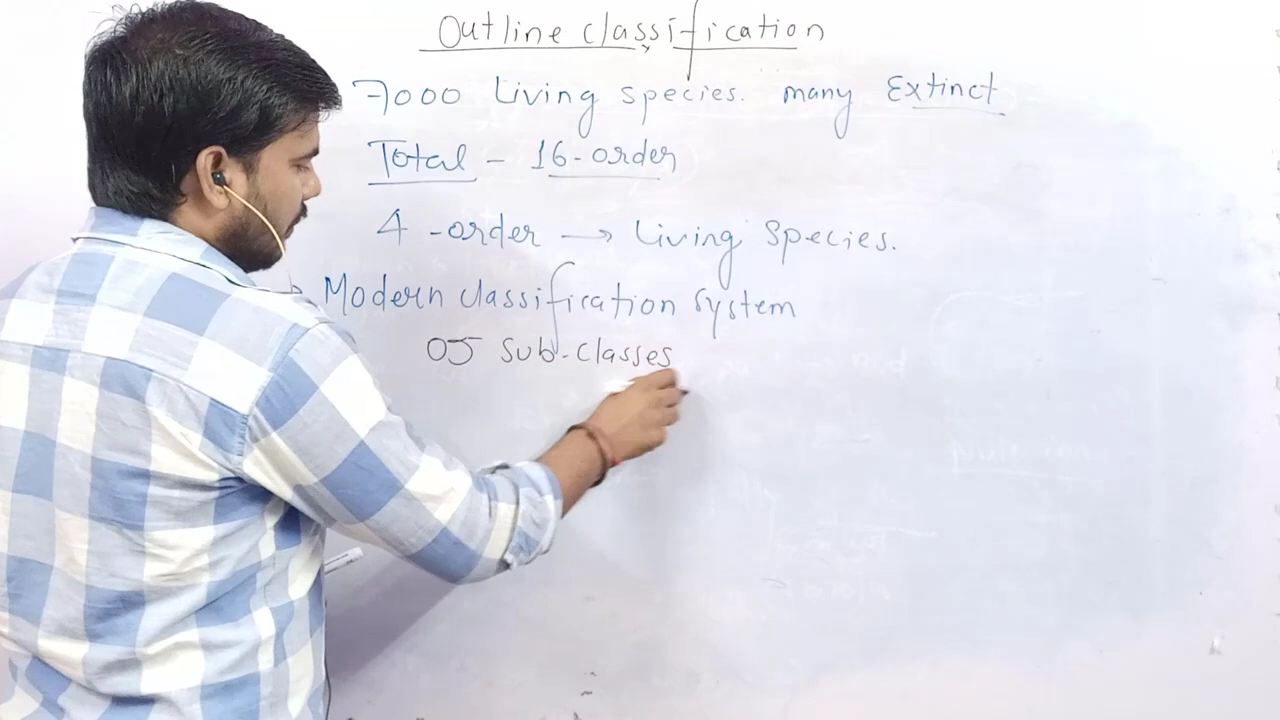 Outline classification
7000 Living species. many Extinct
Total - 16-order
4 -order → Living species.
→ Modern classification system
05 Sub-Classes